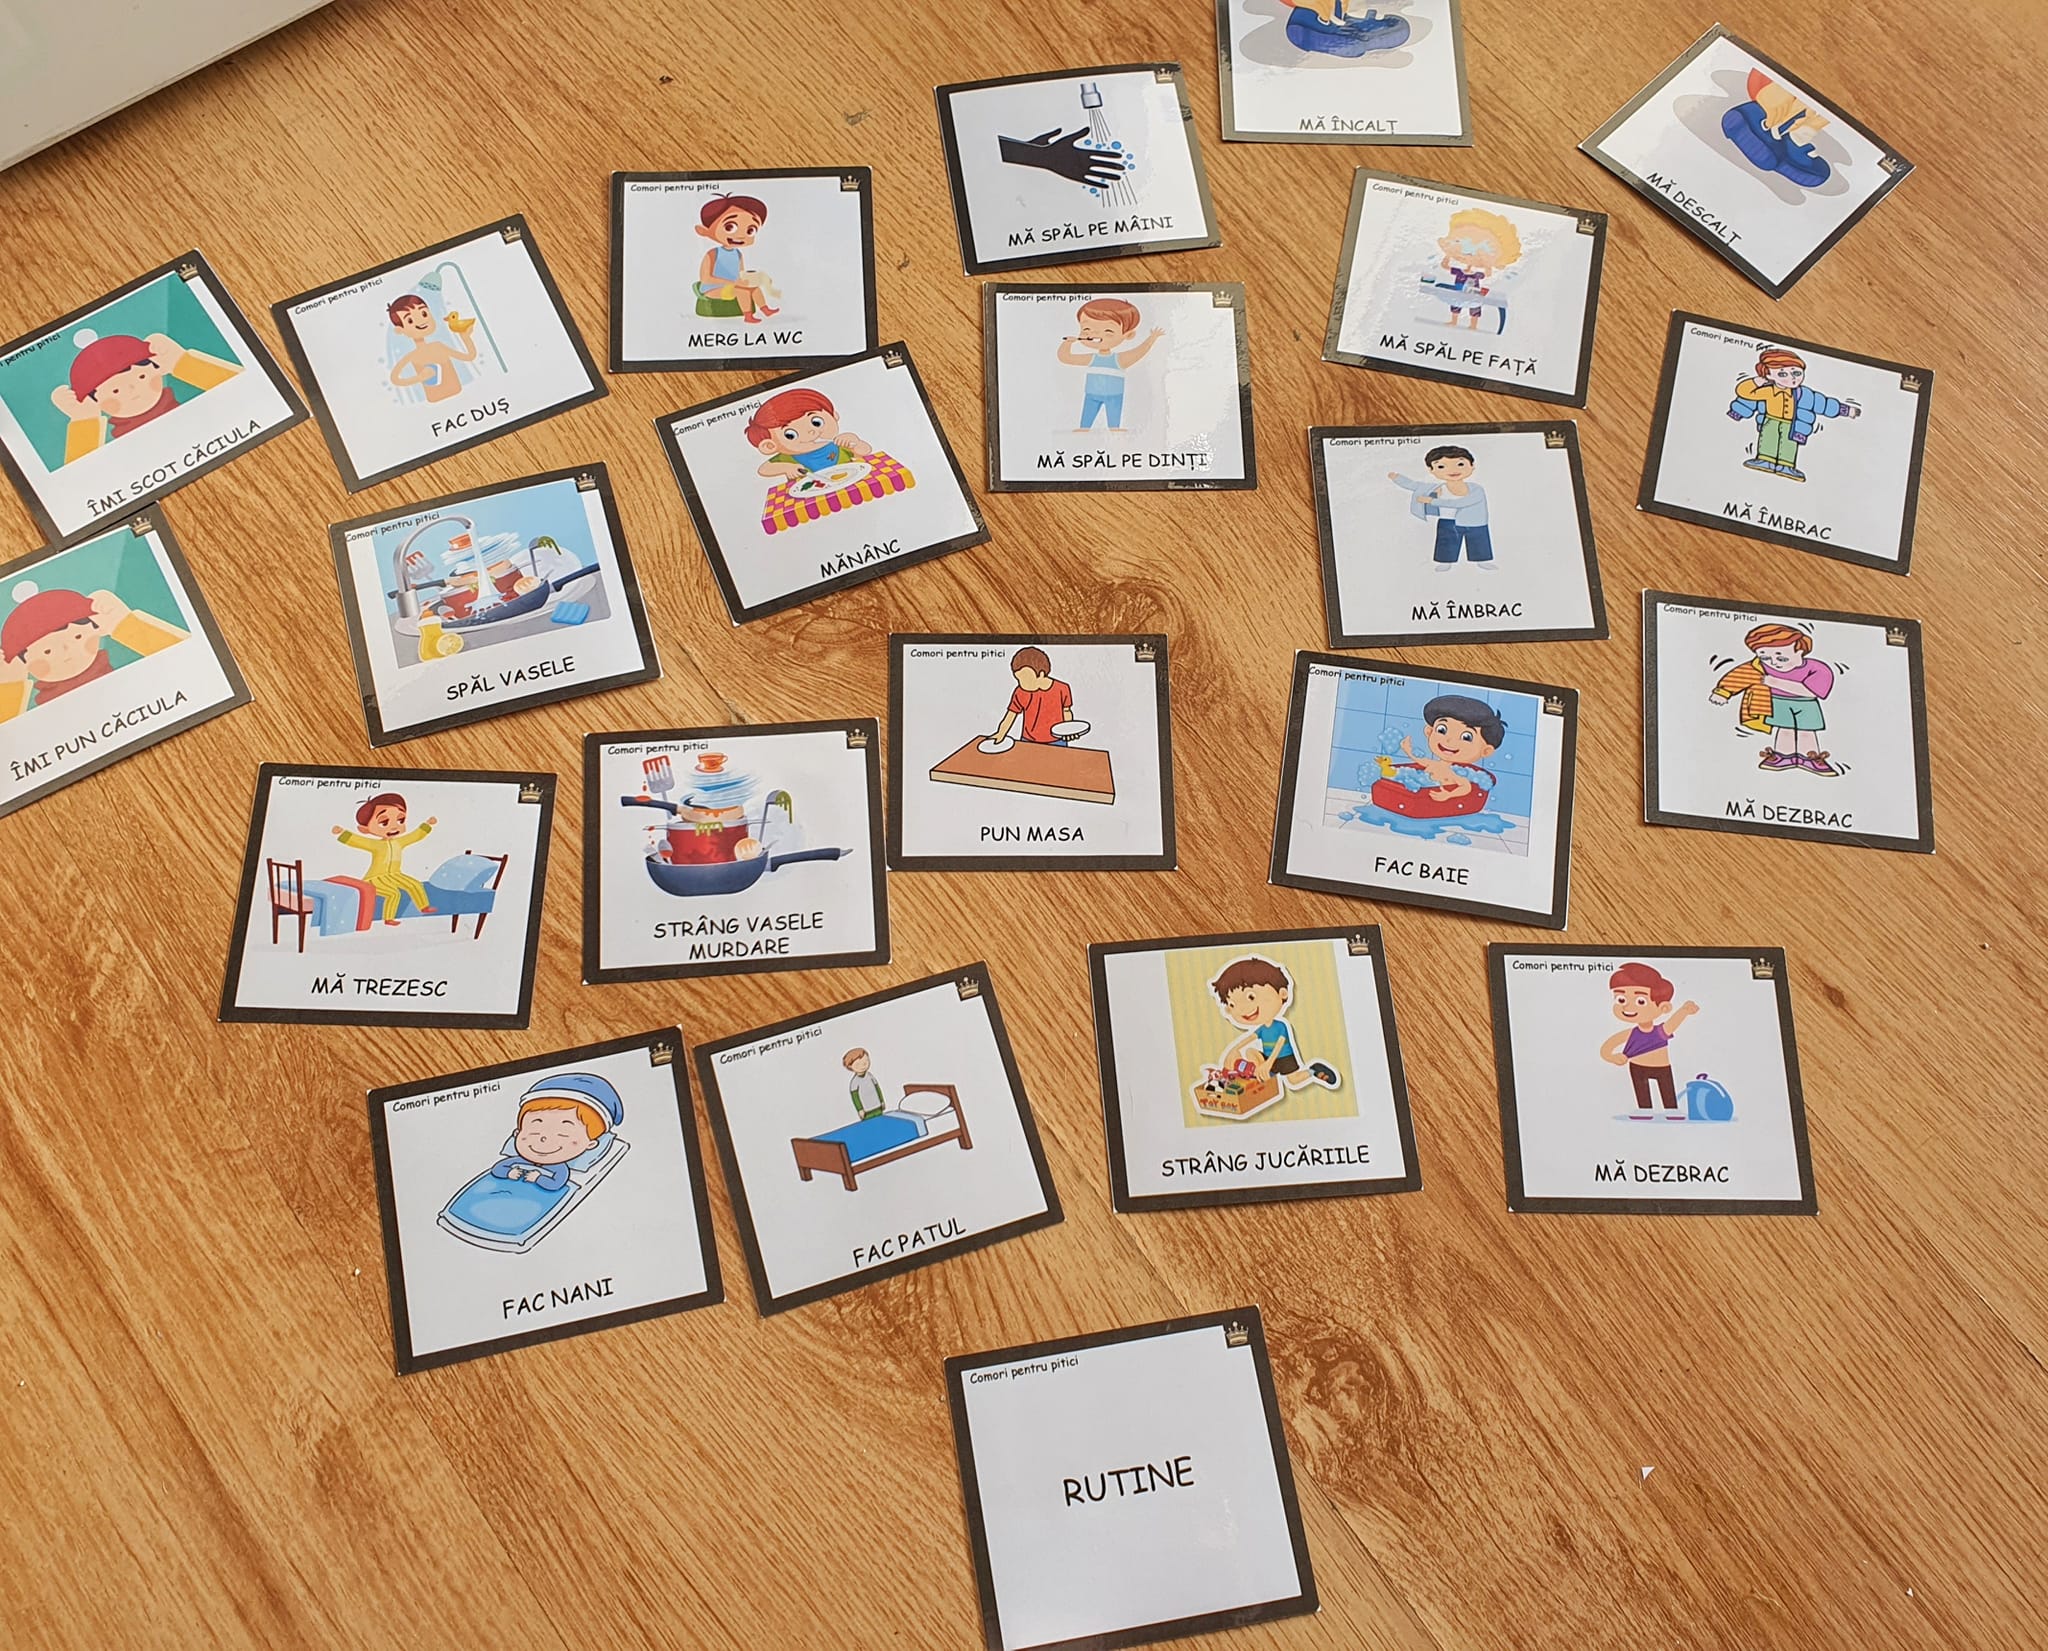 MĂ ÎNCALȚ
MĂ DESCALȚ
MĂ SPĂL PE MÂINI
Comori pentru pitici
MERG LA WC
Comori pentru pitici
MĂ SPĂL PE FAȚĂ
Comori pentru pitici
FAC DUȘ
pentru pitici
ÎMI SCOT CĂCIULA
Comori pentru pitici
MĂ SPĂL PE DINȚI
Comori pentru
MĂ ÎMBRAC
Comori pentru pitici
MĂNÂNC
Comori pentru pitici
MĂ ÎMBRAC
Comori pentru pitici
SPĂL VASELE
ÎMI PUN CĂCIULA
Comori pentru pitici
MĂ DEZBRAC
Comori pentru pitici
PUN MASA
Comori pentru pitici
FAC BAIE
Comori pentru pitici
STRÂNG VASELE
MURDARE
Comori pentru pitici
MĂ TREZESC
TOY BOX
STRÂNG JUCĂRIILE
Comori pentru pitici
MĂ DEZBRAC
Comori pentru pitici
FAC PATUL
Comori pentru pitici
FAC NANI
Comori pentru pitici
RUTINE